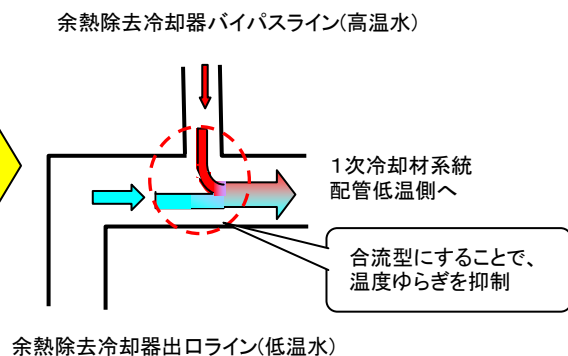 余熱除去冷却器バイパスライン(高温水)
1次冷却材系統
配管低温側へ
合流型にすることで、
温度ゆらぎを抑制
余熱除去冷却器出口ライン(低温水)